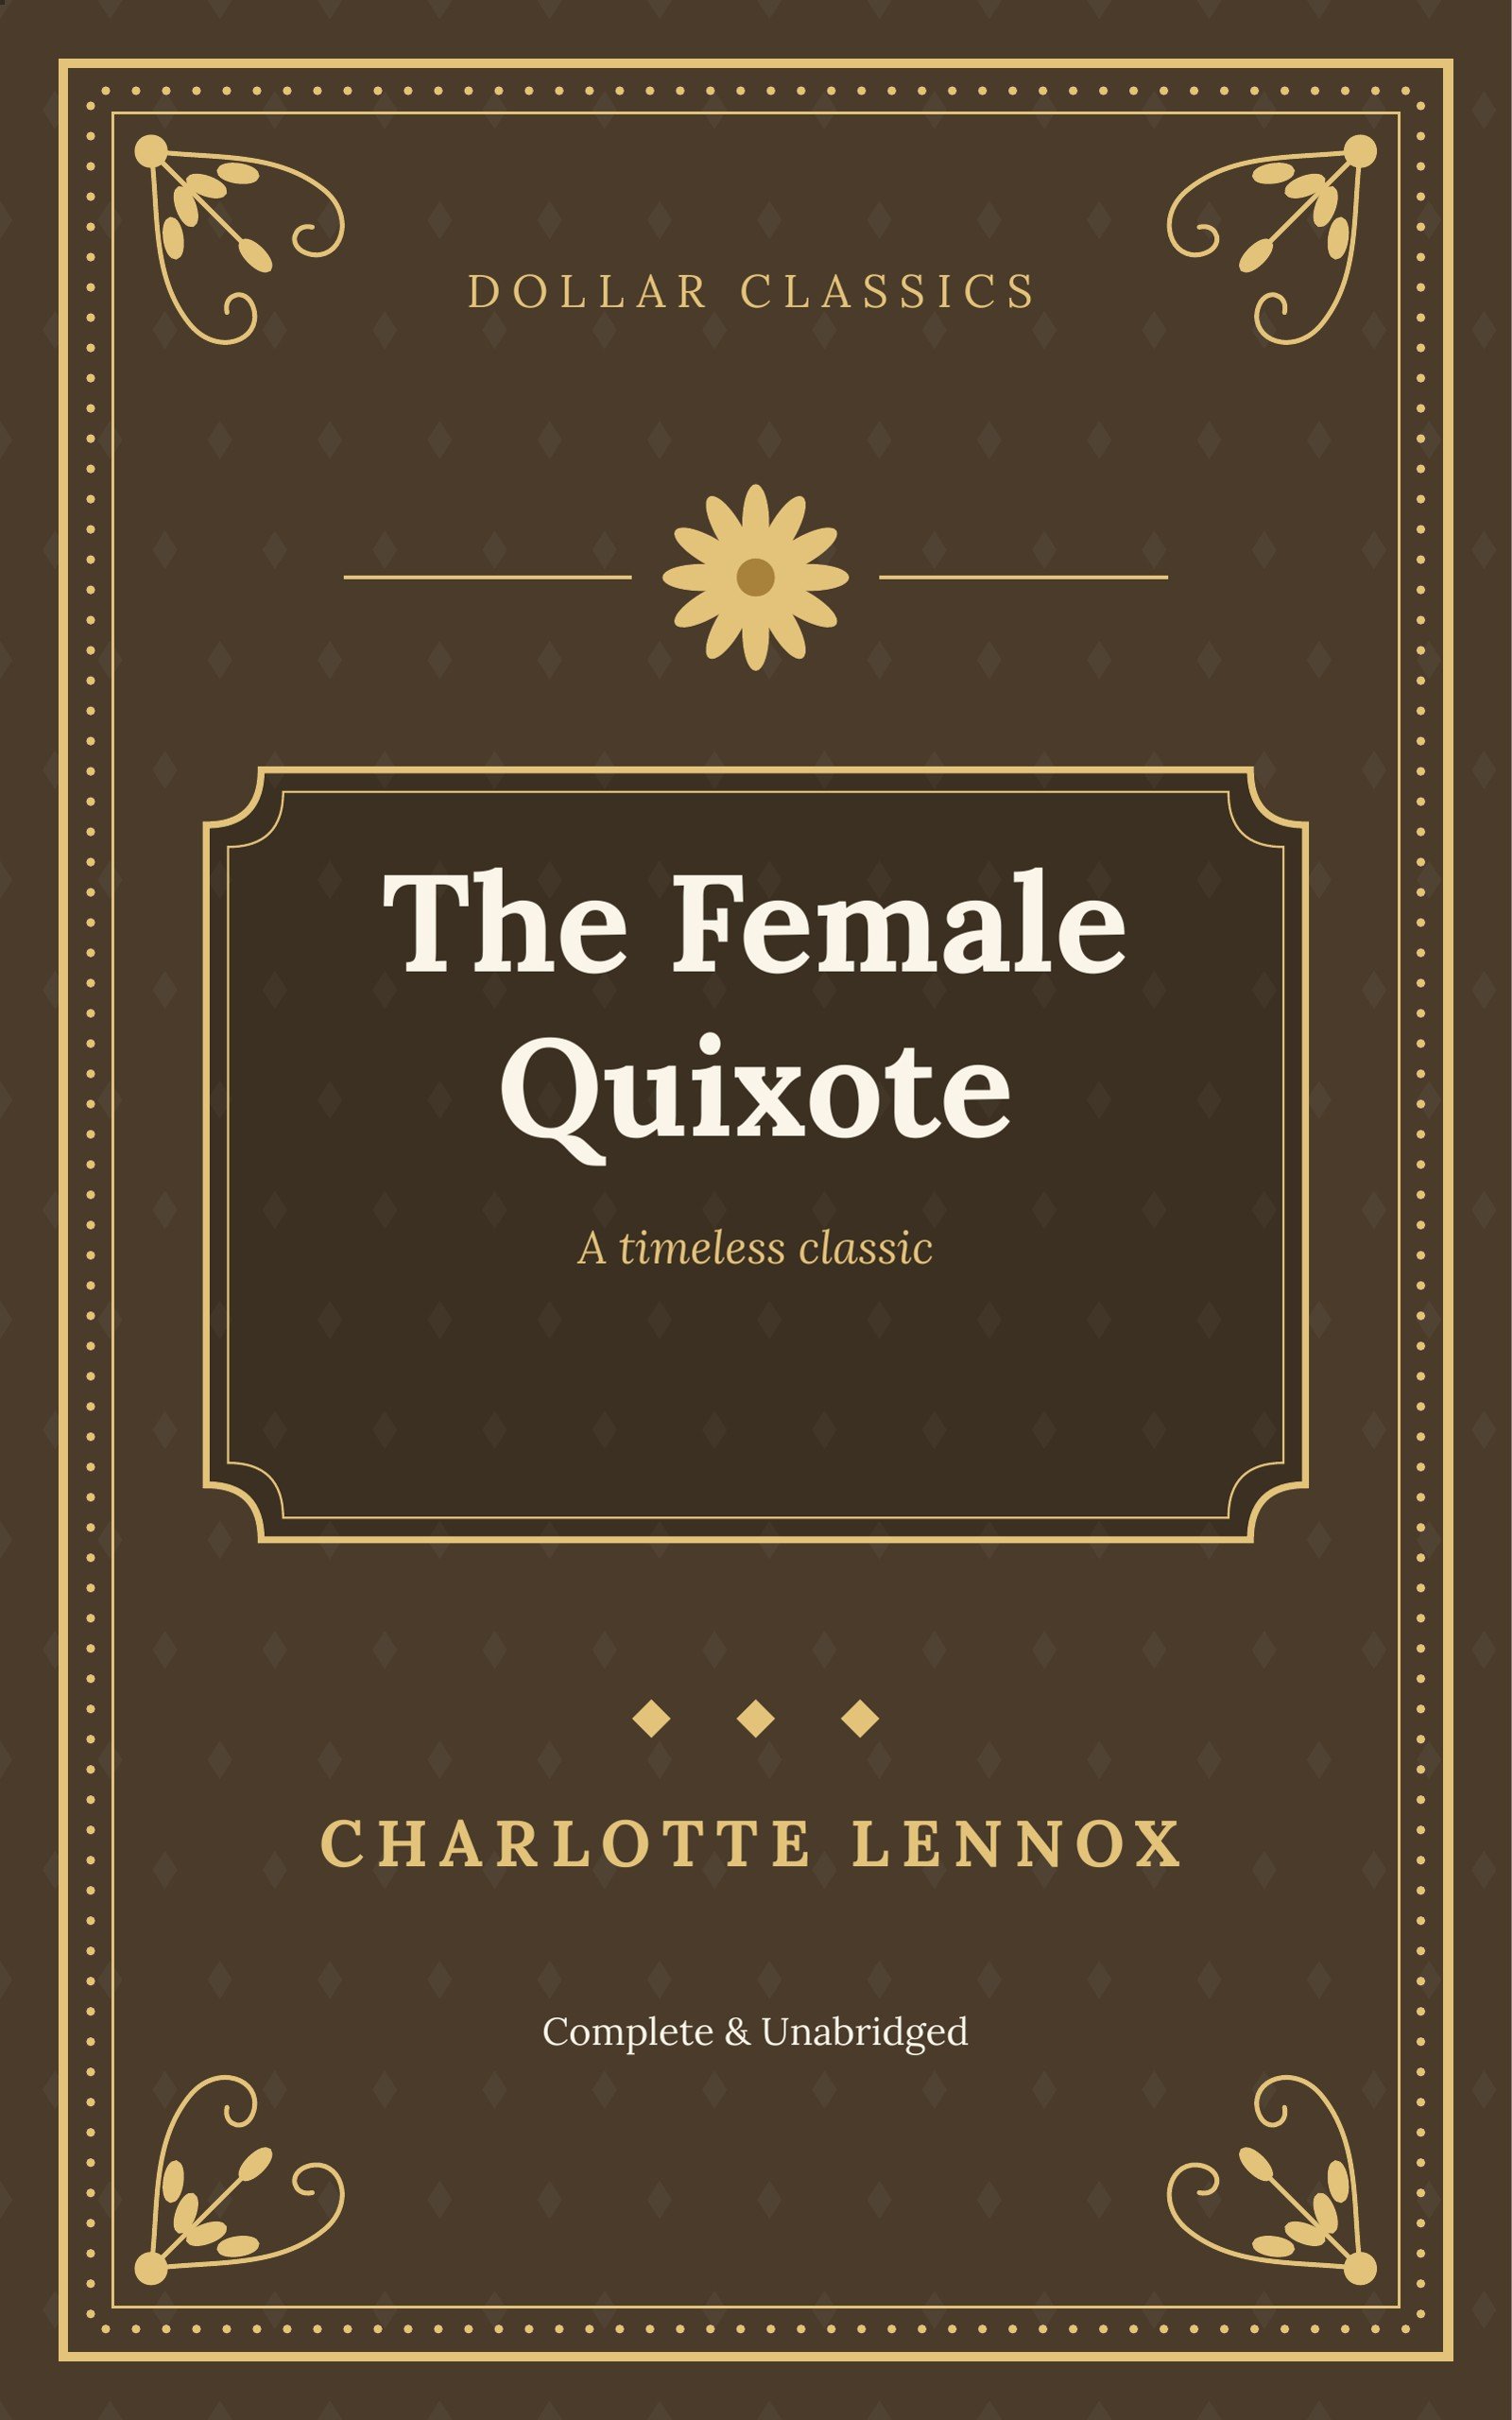 DOLLAR CLASSICS
The Female
Quixote
A timeless classic
CHARLOTTE LENNOX
Complete & Unabridged